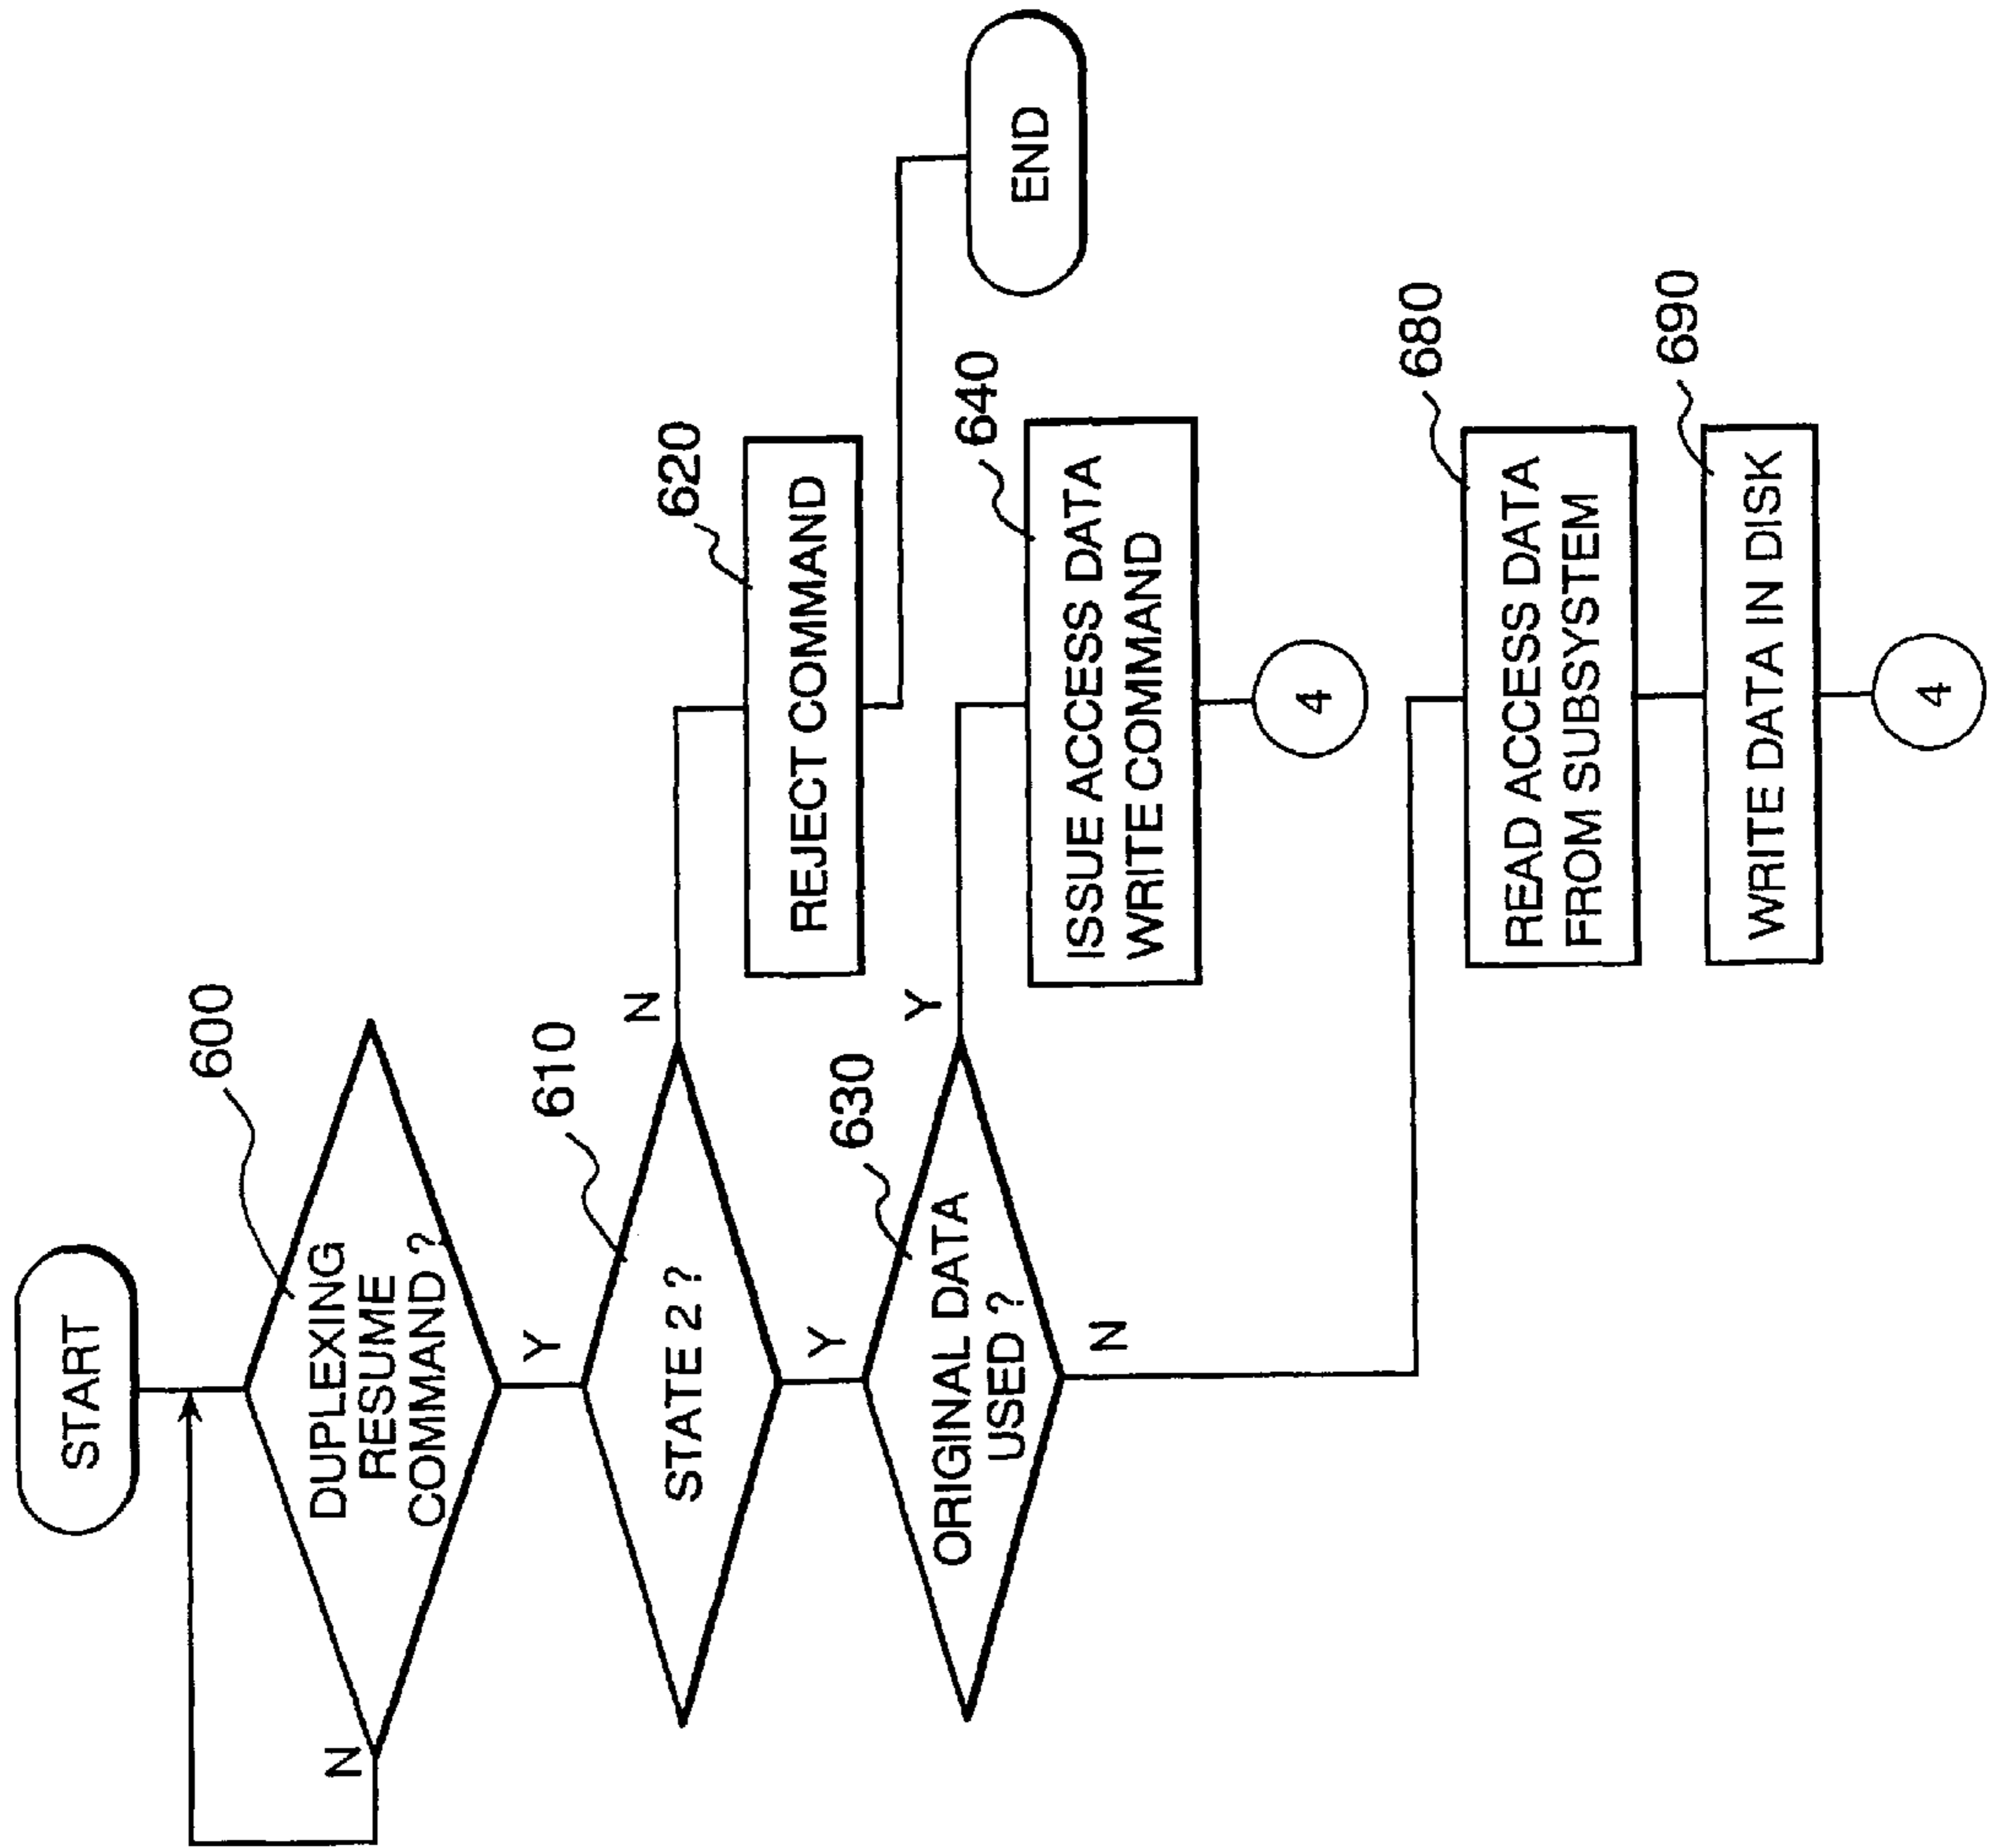 START
600
DUPLEXING
RESUME
COMMAND ?
N
Y
610
STATE 2 ?
N
620
REJECT COMMAND
END
Y
630
ORIGINAL DATA
USED ?
Y
640
ISSUE ACCESS DATA
WRITE COMMAND
4
N
680
READ ACCESS DATA
FROM SUBSYSTEM
690
WRITE DATA IN DISK
4